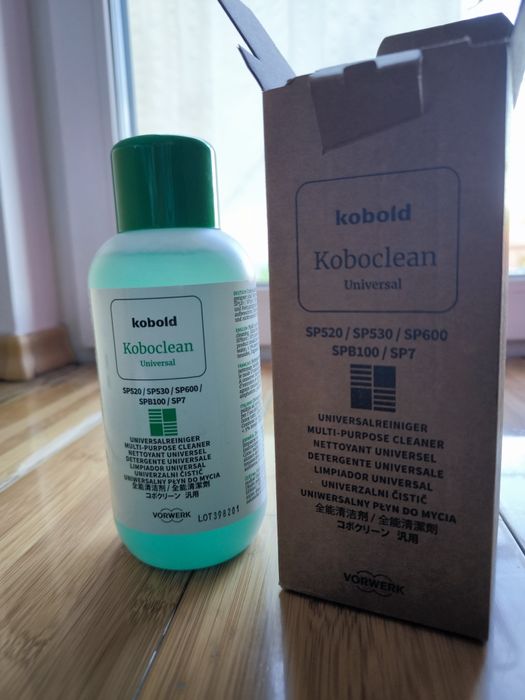 kobold
Koboclean
Universal
SP520 / SP530 / SP600 /
SPB100 / SP7
UNIVERSALREINIGER
MULTI-PURPOSE CLEANER
NETTOYANT UNIVERSEL
DETERGENTE UNIVERSALE
LIMPIADOR UNIVERSAL
UNIVERZALNI ČISTIČ
UNIWERSALNY PŁYN DO MYCIA
全能清洁剂 / 全能清潔劑
コボクリーン 汎用
VORWERK
LOT398201
kobold
Koboclean
Universal
SP520 / SP530 / SP600
SPB100 / SP7
UNIVERSALREINIGER
MULTI-PURPOSE CLEANER
NETTOYANT UNIVERSEL
DETERGENTE UNIVERSALE
LIMPIADOR UNIVERSAL
UNIVERZALNI ČISTIČ
UNIWERSALNY PŁYN DO MYCIA
全能清洁剂 / 全能清潔劑
コボクリーン 汎用
VORWERK